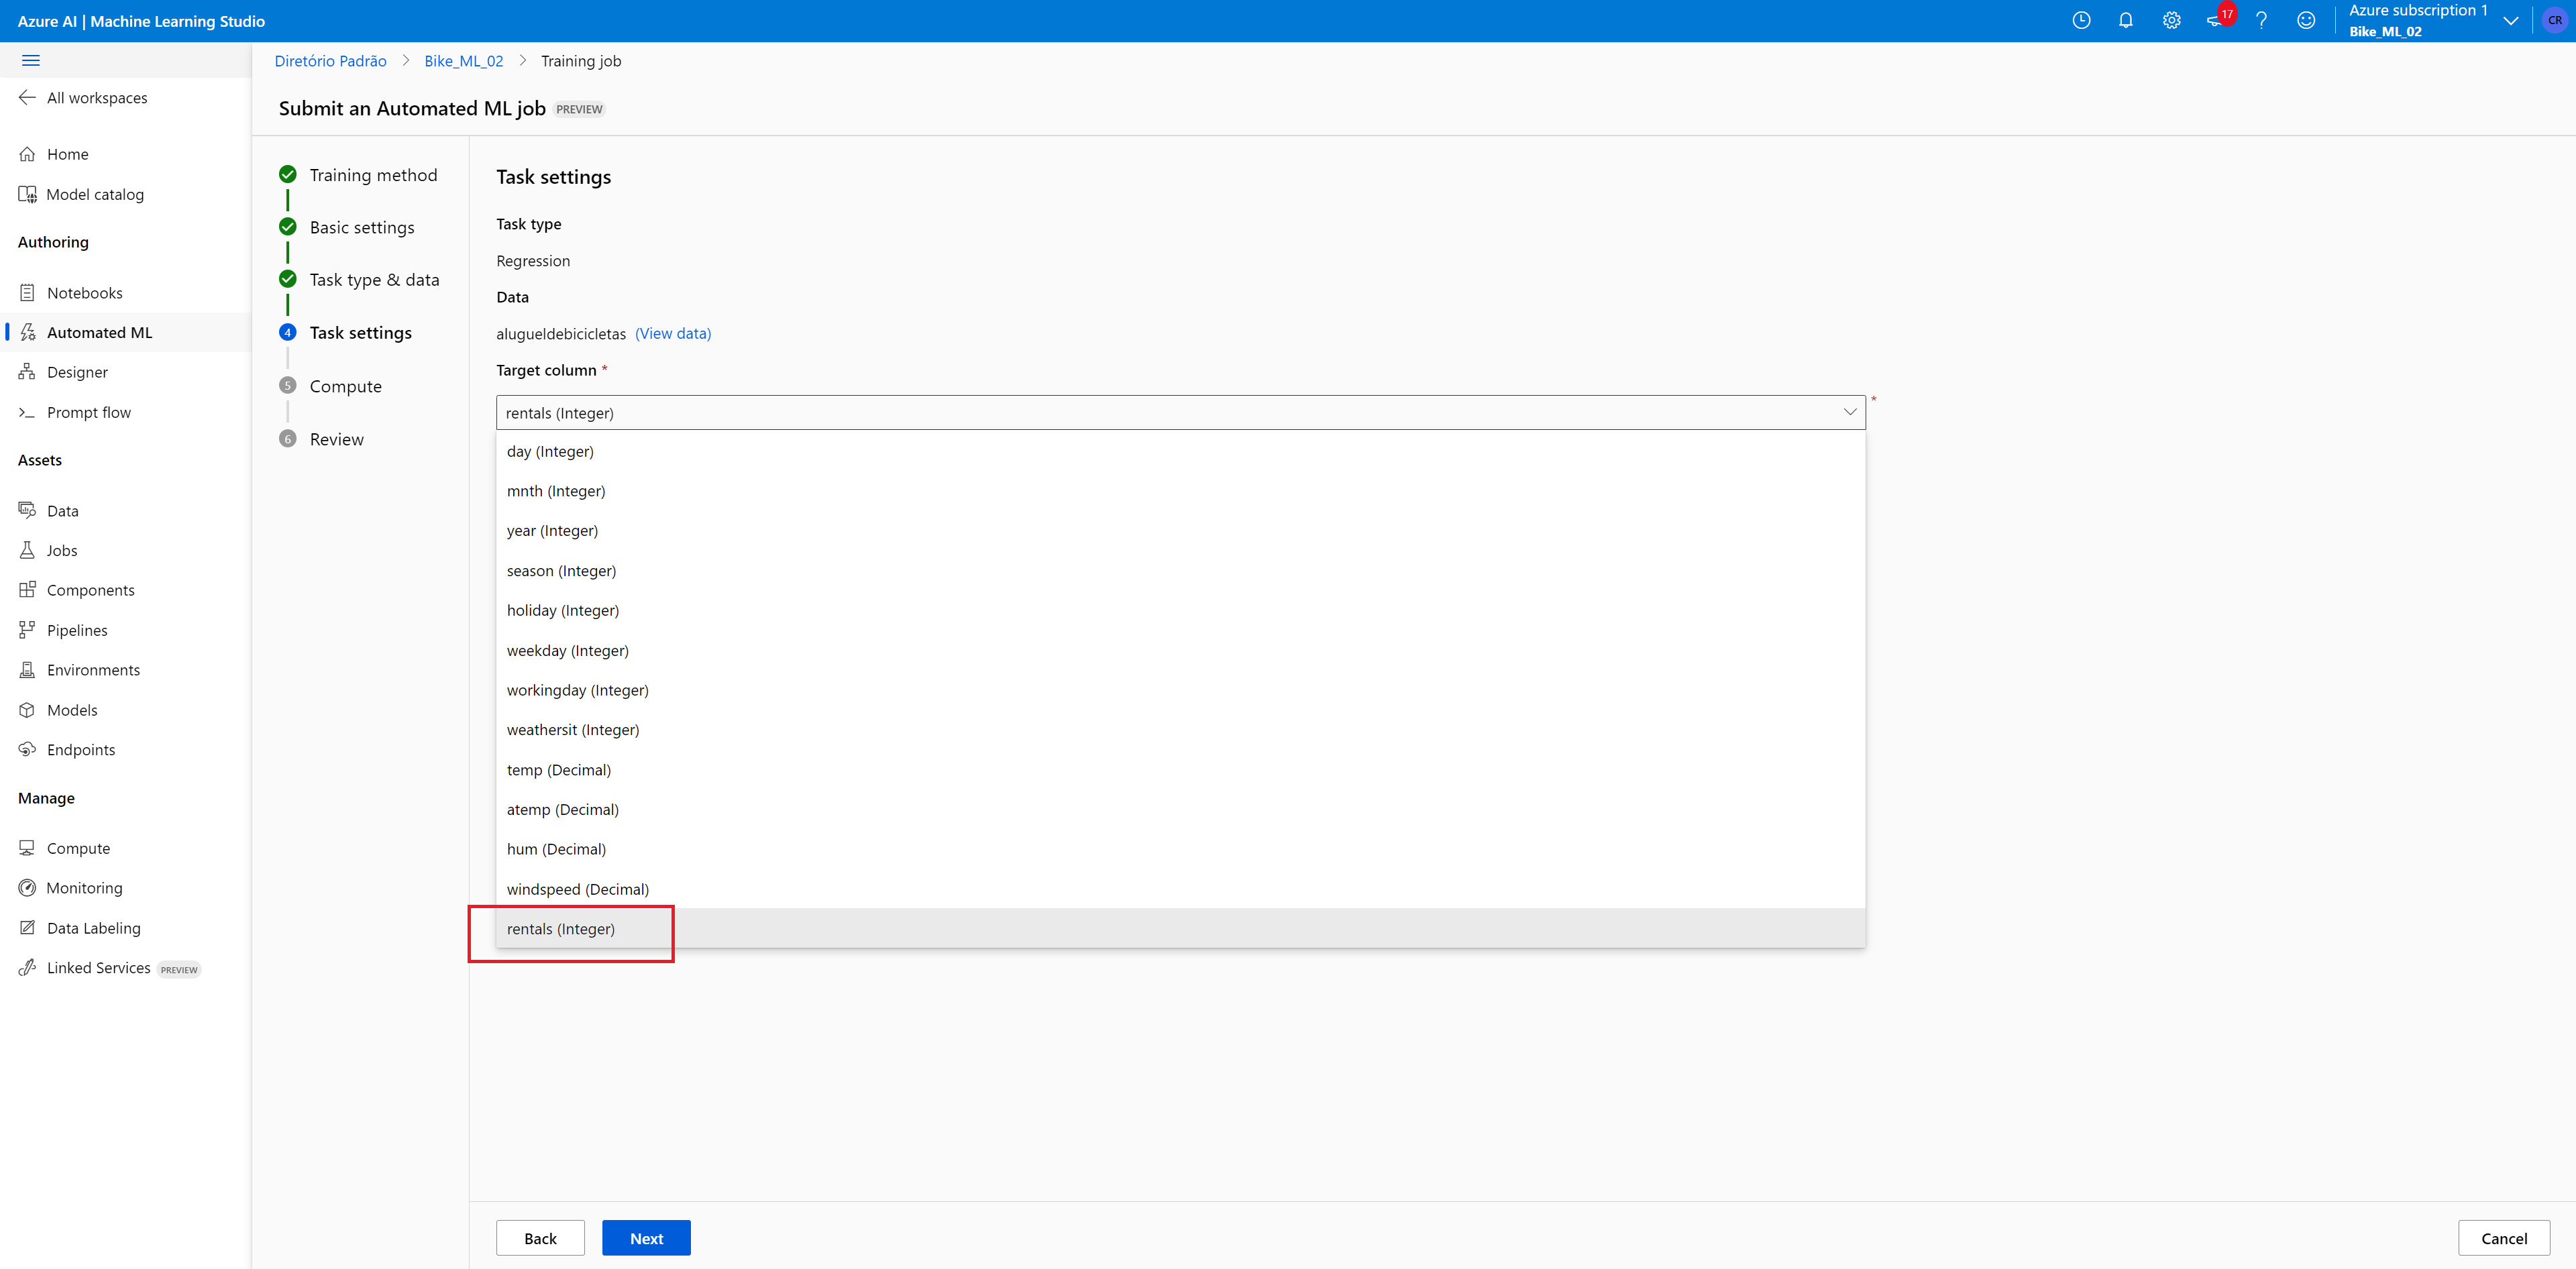 Azure AI | Machine Learning Studio
17
Azure subscription 1
Bike_ML_02
CR
All workspaces
Home
Model catalog
Authoring
Notebooks
Automated ML
Designer
Prompt flow
Assets
Data
Jobs
Components
Pipelines
Environments
Models
Endpoints
Manage
Compute
Monitoring
Data Labeling
Linked Services PREVIEW
Diretório Padrão > Bike_ML_02 > Training job
Submit an Automated ML job PREVIEW
Training method
Basic settings
Task type & data
4 Task settings
5 Compute
6 Review
Task settings
Task type
Regression
Data
alugueldebicicletas (View data)
Target column *
rentals (Integer) *
day (Integer)
mnth (Integer)
year (Integer)
season (Integer)
holiday (Integer)
weekday (Integer)
workingday (Integer)
weathersit (Integer)
temp (Decimal)
atemp (Decimal)
hum (Decimal)
windspeed (Decimal)
rentals (Integer)
Back
Next
Cancel